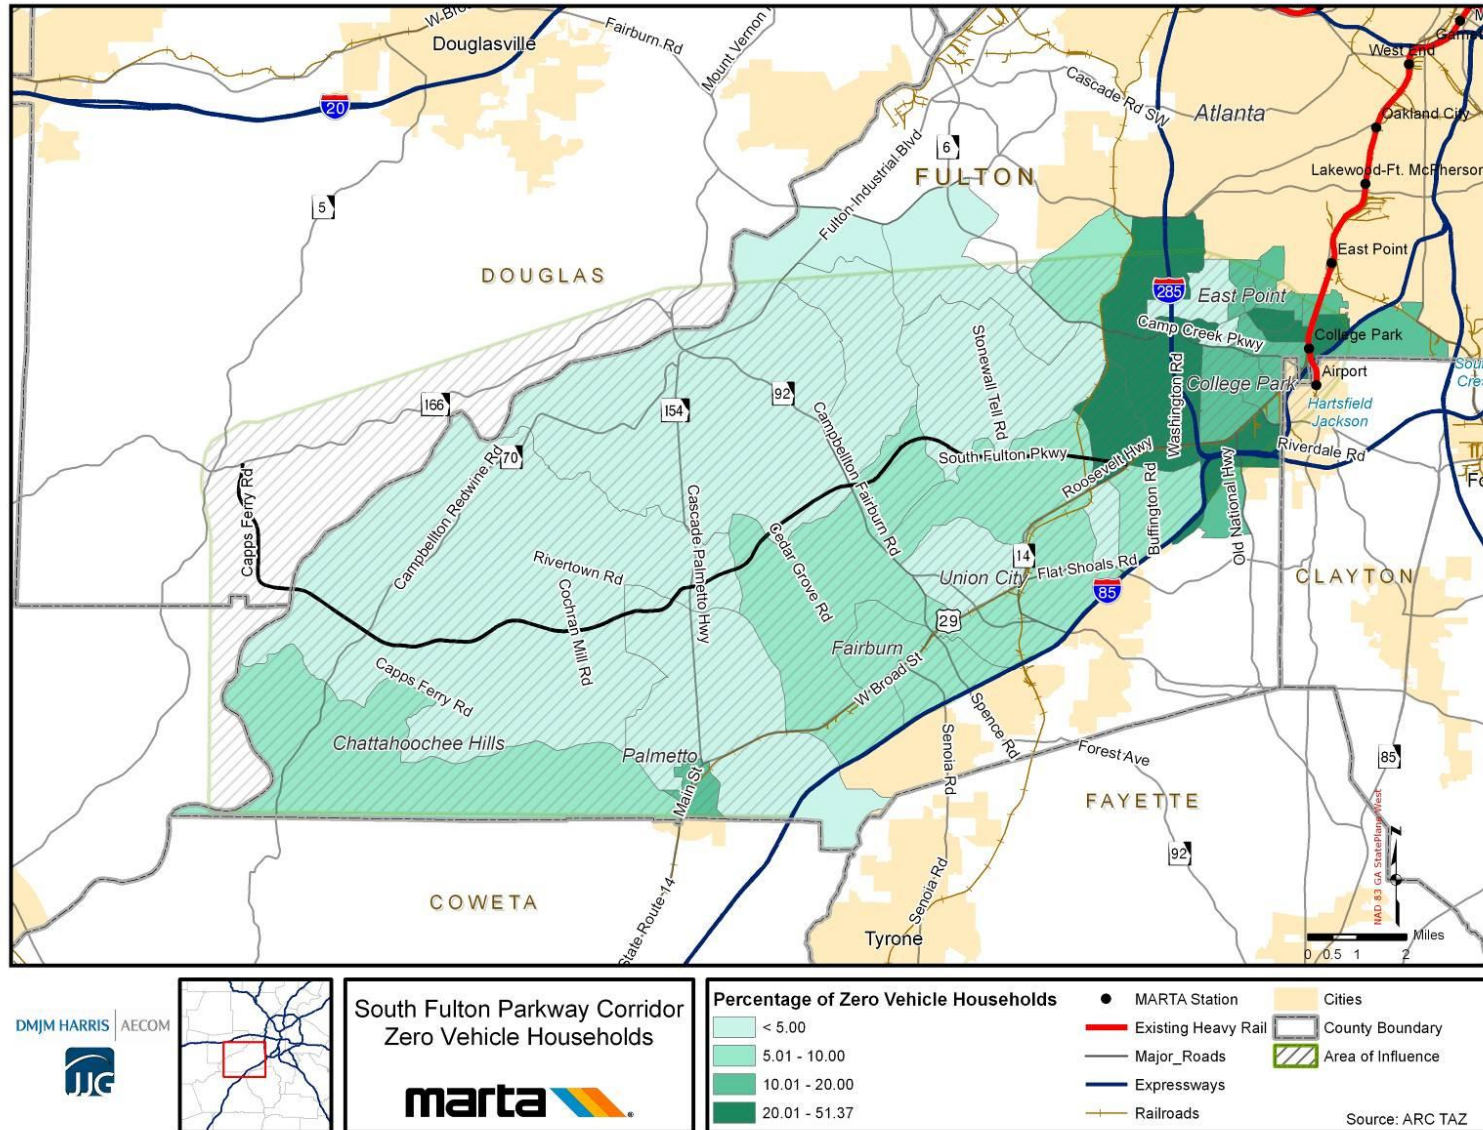 Douglasville
Fairburn Rd
Mount Vernon
20
West End
Cascade Rd SW
Atlanta
Oakland City
6
FULTON
Lakewood-Ft. McPherson
5
Fulton Industrial Blvd
DOUGLAS
East Point
285
East Point
Camp Creek Pkwy
College Park
Stonewall Tell Rd
Washington Rd
College Park
Airport
Hartsfield
Jackson
166
154
92
Campbellton Fairburn Rd
70
Campbellton Redwine Rd
South Fulton Pkwy
Roosevelt Hwy
Riverdale Rd
Buffington Rd
Old National Hwy
Capps Ferry Rd
Cascade Palmetto Hwy
Cedar Grove Rd
Rivertown Rd
Cochran Mill Rd
14
Union City
Flat Shoals Rd
85
CLAYTON
29
Fairburn
W Broad St
Capps Ferry Rd
Chattahoochee Hills
Palmetto
Main St
Spence Rd
Senoia Rd
Forest Ave
85
FAYETTE
92
NAD 83 GA StatePlane West
N
COWETA
State Route 14
Senoia Rd
Tyrone
Miles
0 0.5 1 2
DMJM HARRIS | AECOM
JJG
South Fulton Parkway Corridor
Zero Vehicle Households
marta
Percentage of Zero Vehicle Households
< 5.00
5.01 - 10.00
10.01 - 20.00
20.01 - 51.37
MARTA Station
Existing Heavy Rail
Major_Roads
Expressways
Railroads
Cities
County Boundary
Area of Influence
Source: ARC TAZ